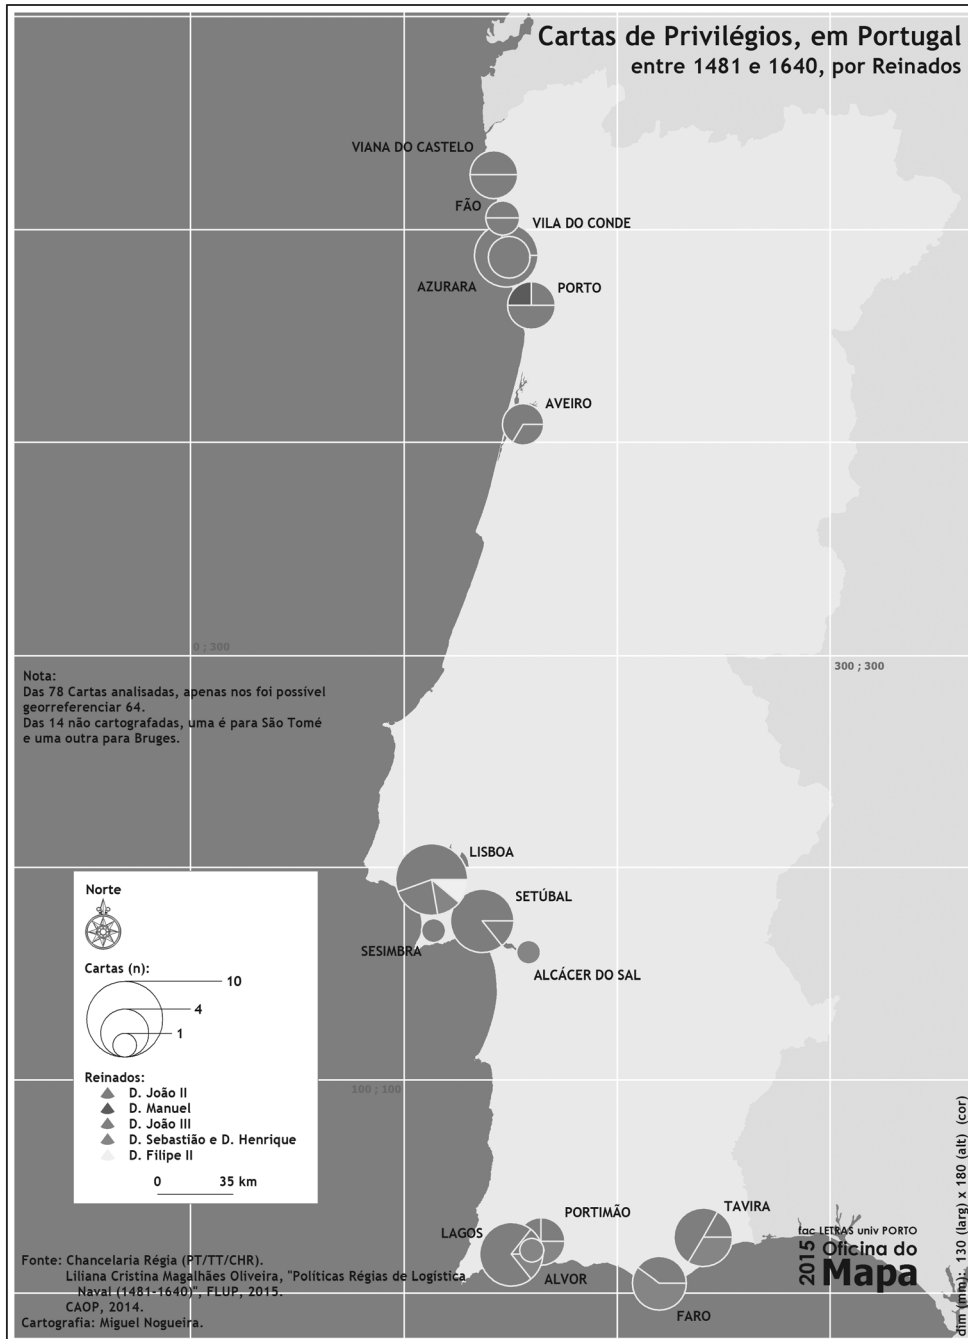 Cartas de Privilégios, em Portugal
entre 1481 e 1640, por Reinados
VIANA DO CASTELO
FÃO
VILA DO CONDE
AZURARA
PORTO
AVEIRO
0 ; 300
300 ; 300
Nota:
Das 78 Cartas analisadas, apenas nos foi possível
georreferenciar 64.
Das 14 não cartografadas, uma é para São Tomé
e uma outra para Bruges.
LISBOA
SETÚBAL
SESIMBRA
ALCÁCER DO SAL
Norte
Cartas (n):
10
4
1
Reinados:
D. João II
D. Manuel
D. João III
D. Sebastião e D. Henrique
D. Filipe II
0 35 km
100 ; 100
TAVIRA
PORTIMÃO
LAGOS
ALVOR
FARO
fac LETRAS univ PORTO
2015 Oficina do
Mapa
dim (mm): 130 (larg) x 180 (alt) (cor)
Fonte: Chancelaria Régia (PT/TT/CHR).
Liliana Cristina Magalhães Oliveira, "Políticas Régias de Logística
Naval (1481-1640)", FLUP, 2015.
CAOP, 2014.
Cartografia: Miguel Nogueira.